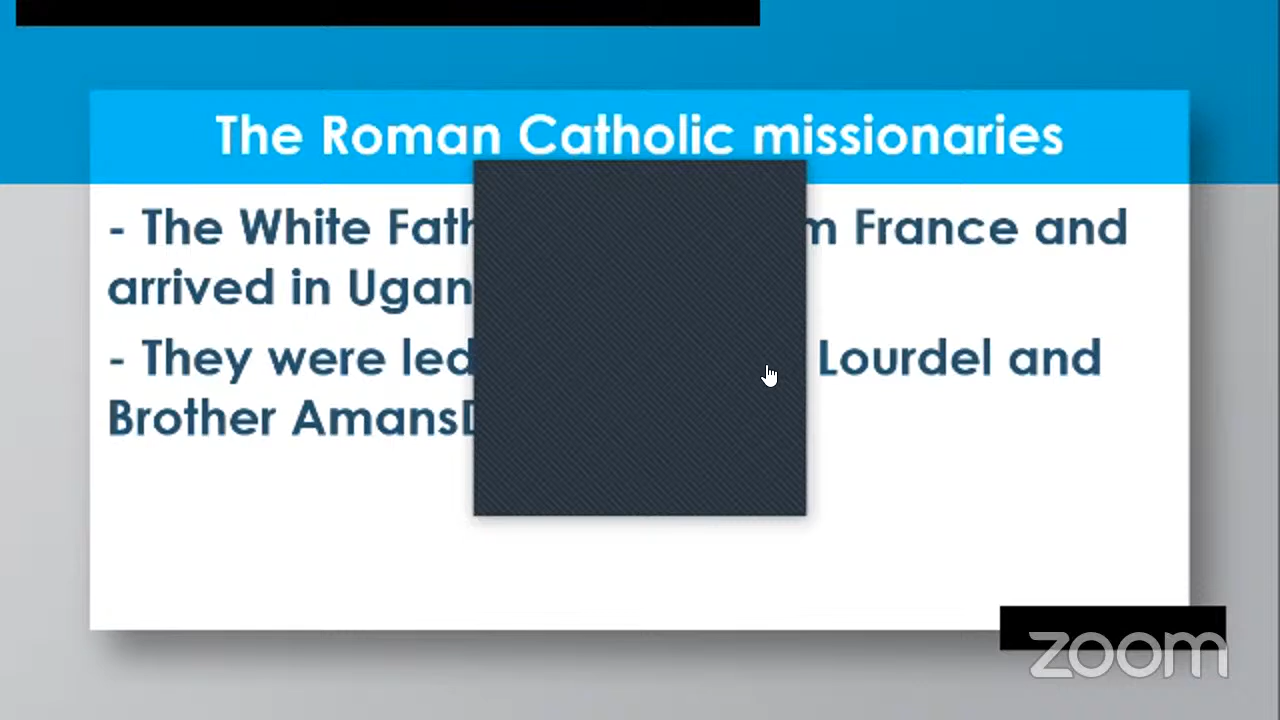 The Roman Catholic missionaries
- The White Fath m France and
arrived in Ugan
- They were led Lourdel and
Brother Amans
zoom